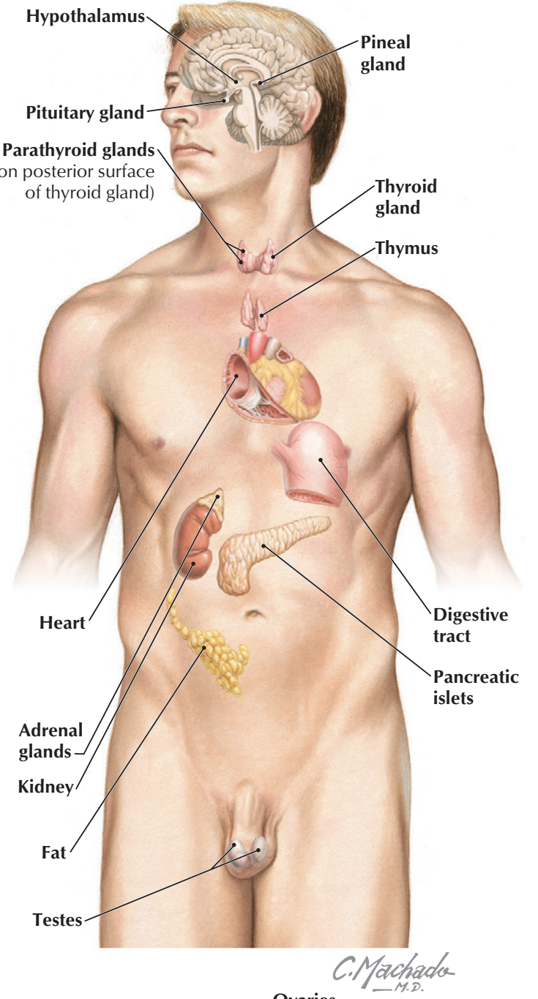 Hypothalamus
Pineal
gland
Pituitary gland
Parathyroid glands
on posterior surface
of thyroid gland)
Thyroid
gland
Thymus
Heart
Digestive
tract
Pancreatic
islets
Adrenal
glands
Kidney
Fat
Testes
C. Machado
M.D.
Ovaries